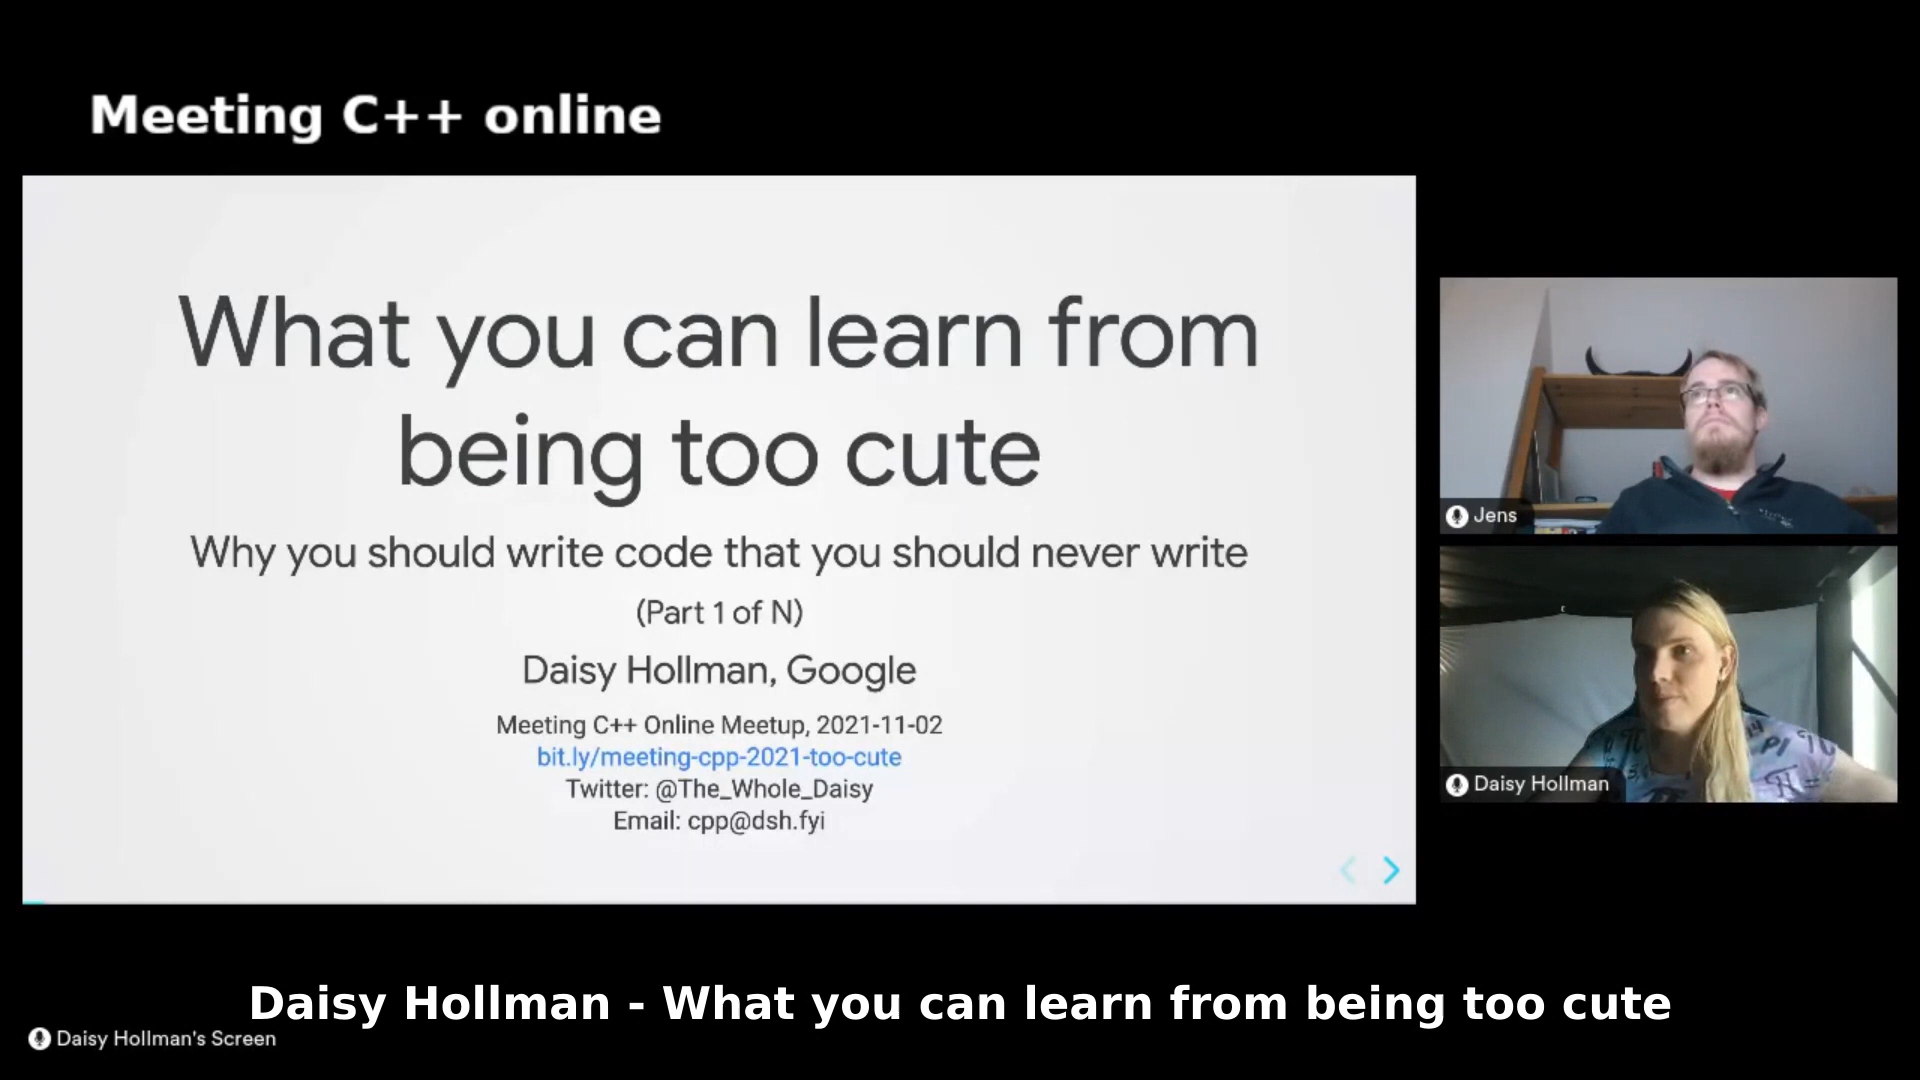 Meeting C++ online
What you can learn from
being too cute
Why you should write code that you should never write
(Part 1 of N)
Daisy Hollman, Google
Meeting C++ Online Meetup, 2021-11-02
bit.ly/meeting-cpp-2021-too-cute
Twitter: @The_Whole_Daisy
Email: cpp@dsh.fyi
Jens
Daisy Hollman
Daisy Hollman - What you can learn from being too cute
Daisy Hollman's Screen